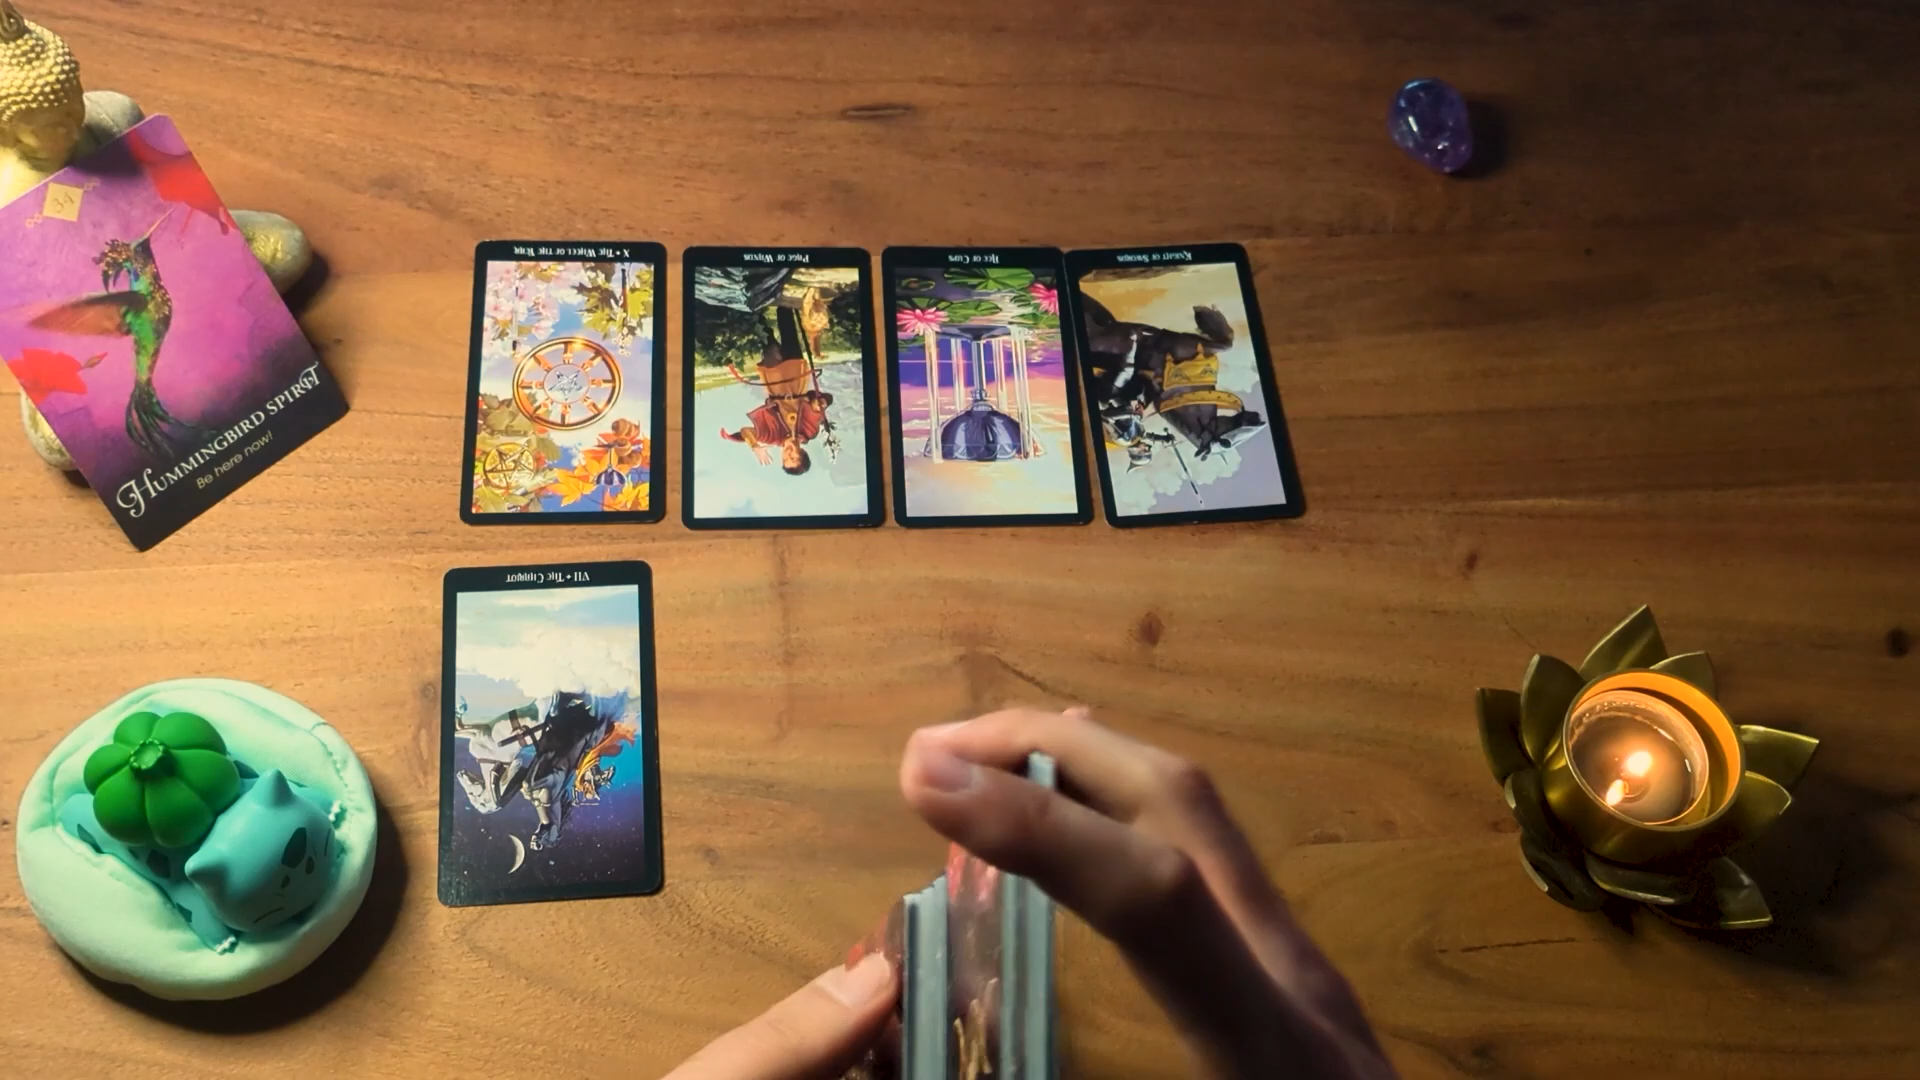 34
HUMMINGBIRD SPIRIT
Be here now!
X • THE WHEEL OF THE YEAR
PAGE OF WANDS
ACE OF CUPS
KNIGHT OF SWORDS
VII • THE CHARIOT